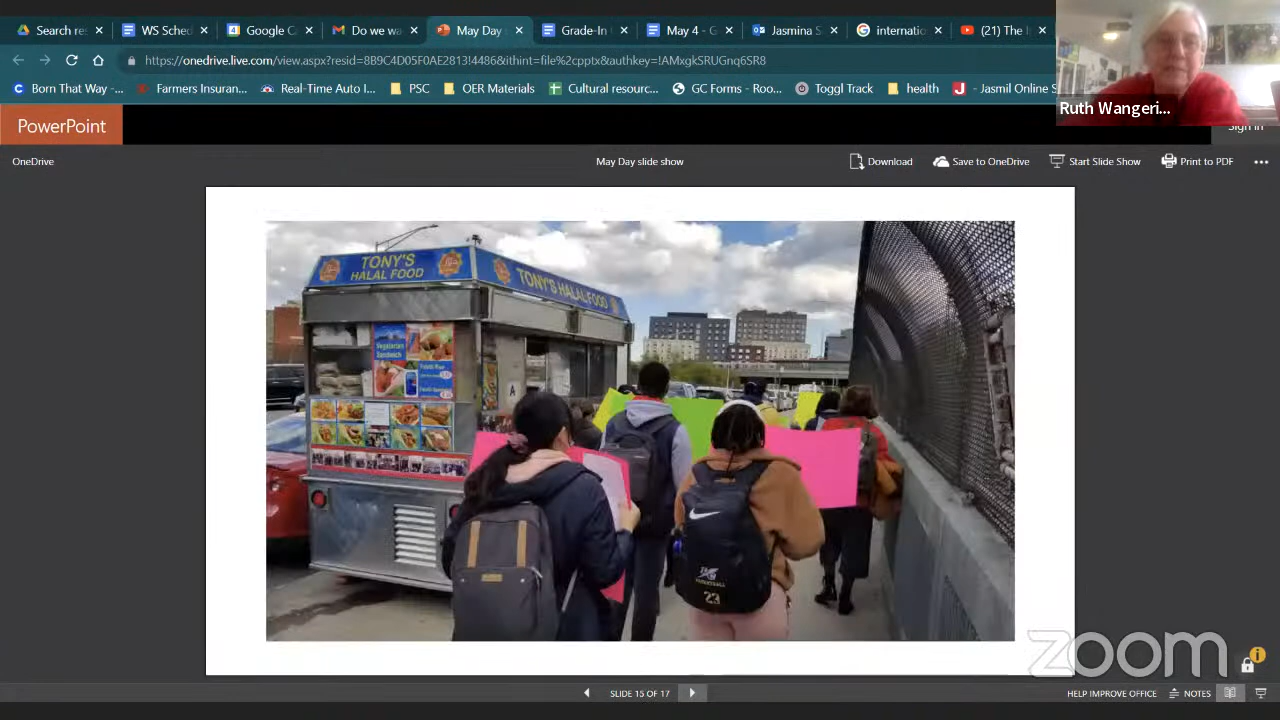 Search re:
WS Sched
Google C
Do we wa
May Day
Grade-In
May 4 - G
Jasmina S
internatio
(21) The I
https://onedrive.live.com/view.aspx?resid=8B9C4D05F0AE2813!4486&ithint=file%2cpptx&authkey=!AMxgkSRUGnq6SR8
Born That Way -...
Farmers Insuran...
Real-Time Auto I...
PSC
OER Materials
Cultural resourc...
GC Forms - Roo...
Toggl Track
health
- Jasmil Online S
Ruth Wangeri...
PowerPoint
Sign in
OneDrive
May Day slide show
Download
Save to OneDrive
Start Slide Show
Print to PDF
TONY'S
HALAL FOOD
TONY'S HALAL FOOD
Vegetarian
Sandwich
A
23
zoom
SLIDE 15 OF 17
HELP IMPROVE OFFICE
NOTES